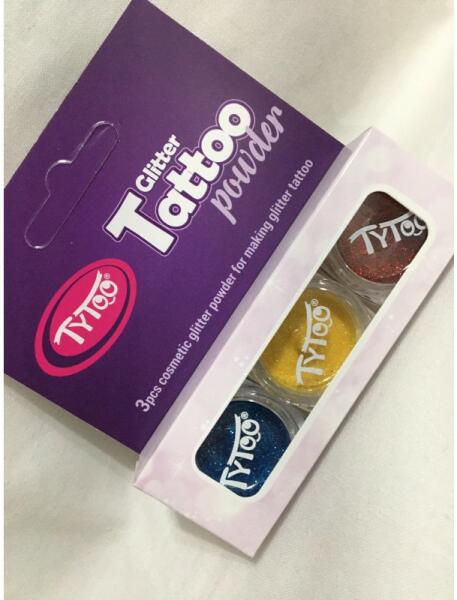 Glitter
Tattoo
powder
TYToo®
3pcs cosmetic glitter powder for making glitter tattoo
TYToo
TYToo®
TYToo®